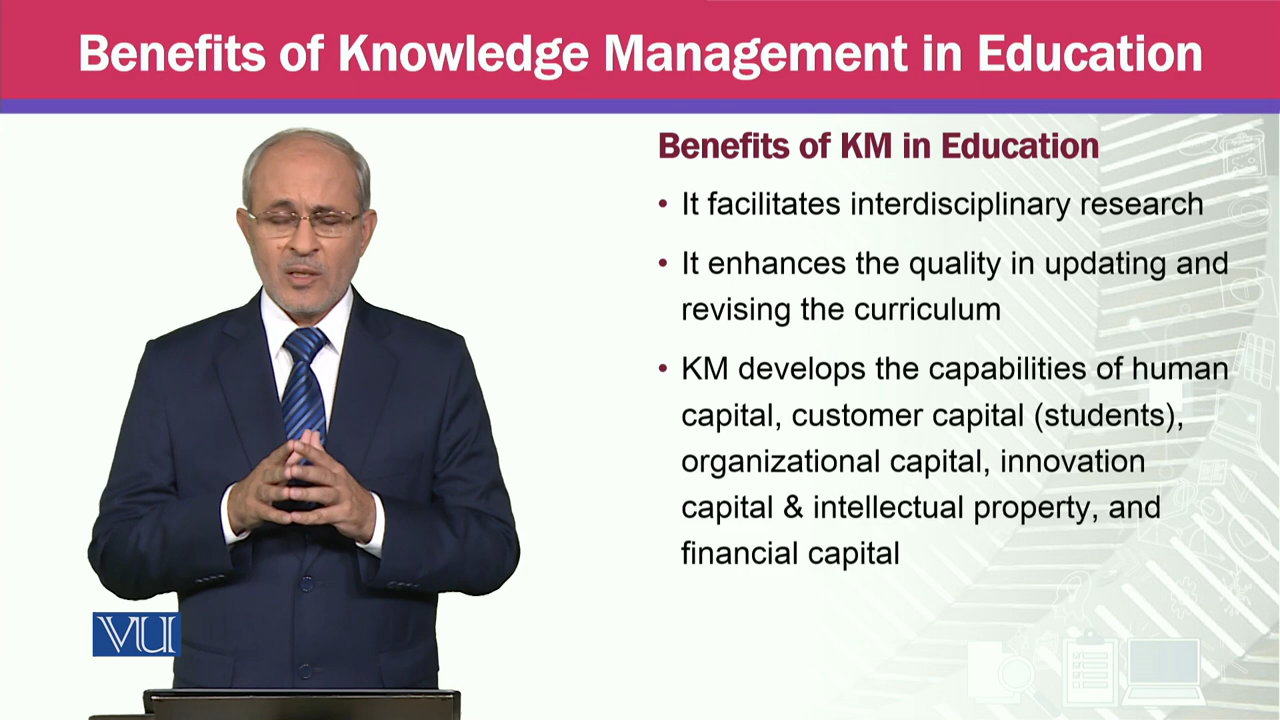 Benefits of Knowledge Management in Education
Benefits of KM in Education
• It facilitates interdisciplinary research
• It enhances the quality in updating and
revising the curriculum
• KM develops the capabilities of human
capital, customer capital (students),
organizational capital, innovation
capital & intellectual property, and
financial capital
VU